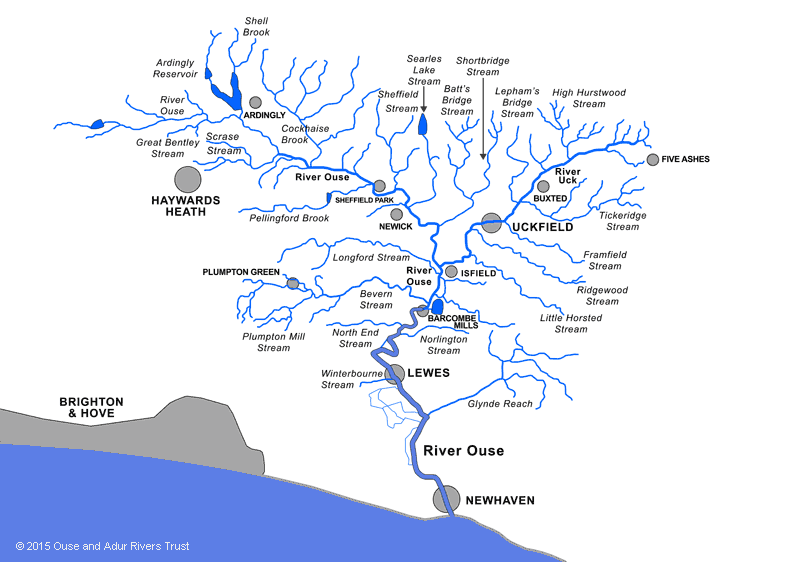 Shell
Brook
Ardingly
Reservoir
River
Ouse
ARDINGLY
Great Bentley
Stream
Scrase
Stream
Cockhaise
Brook
HAYWARDS
HEATH
River Ouse
SHEFFIELD PARK
Pellingford Brook
NEWICK
Searles
Lake
Stream
Sheffield
Stream
Batt's
Bridge
Stream
Shortbridge
Stream
Lepham's
Bridge
Stream
High Hurstwood
Stream
River
Uck
FIVE ASHES
BUXTED
Tickeridge
Stream
UCKFIELD
Framfield
Stream
Ridgewood
Stream
Little Horsted
Stream
Longford Stream
River
Ouse
ISFIELD
PLUMPTON GREEN
Bevern
Stream
BARCOMBE
MILLS
Plumpton Mill
Stream
North End
Stream
Norlington
Stream
Winterbourne
Stream
LEWES
Glynde Reach
BRIGHTON
& HOVE
River Ouse
NEWHAVEN
© 2015 Ouse and Adur Rivers Trust